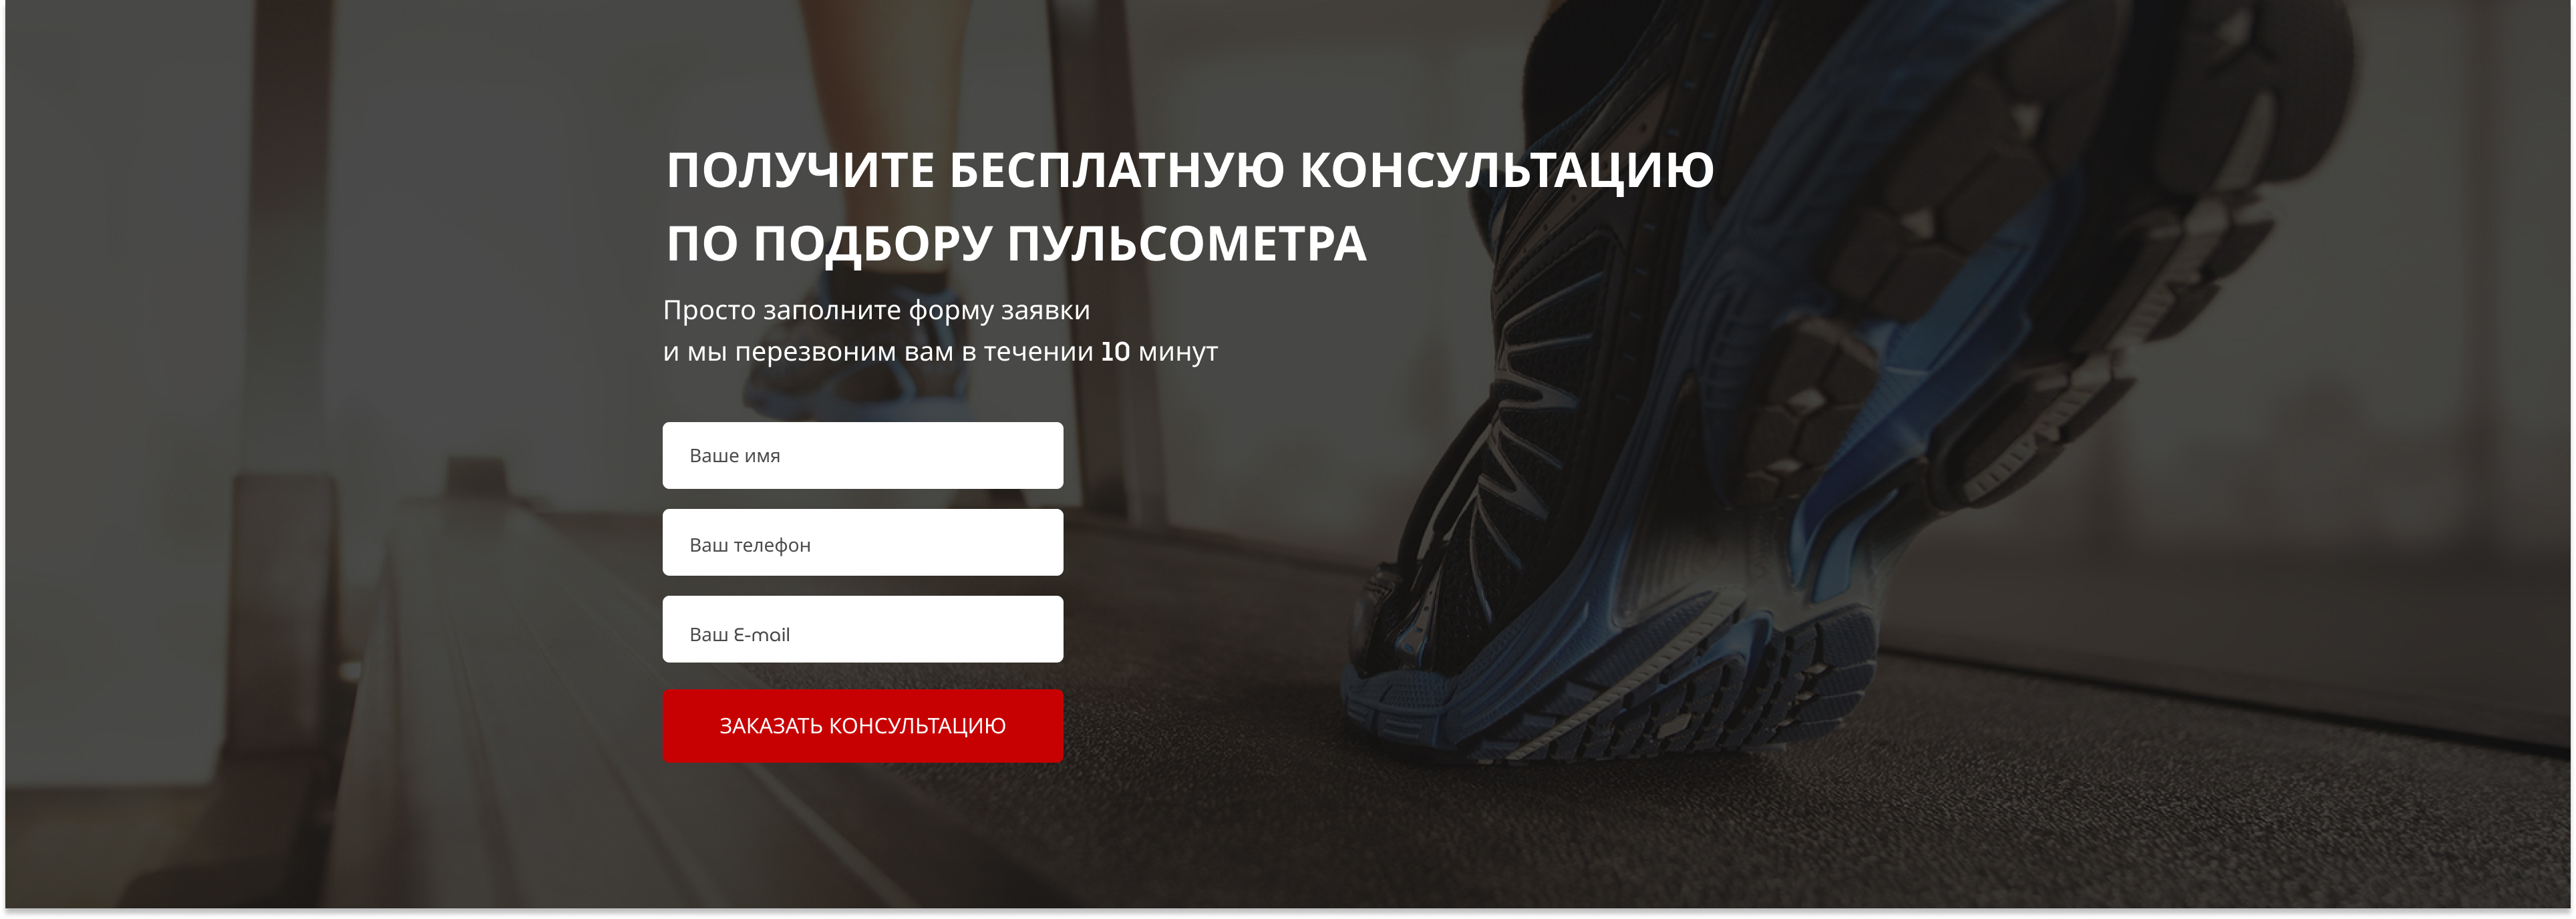 ПОЛУЧИТЕ БЕСПЛАТНУЮ КОНСУЛЬТАЦИЮ
ПО ПОДБОРУ ПУЛЬСОМЕТРА
Просто заполните форму заявки
и мы перезвоним вам в течении 10 минут
Ваше имя
Ваш телефон
Ваш E-mail
ЗАКАЗАТЬ КОНСУЛЬТАЦИЮ